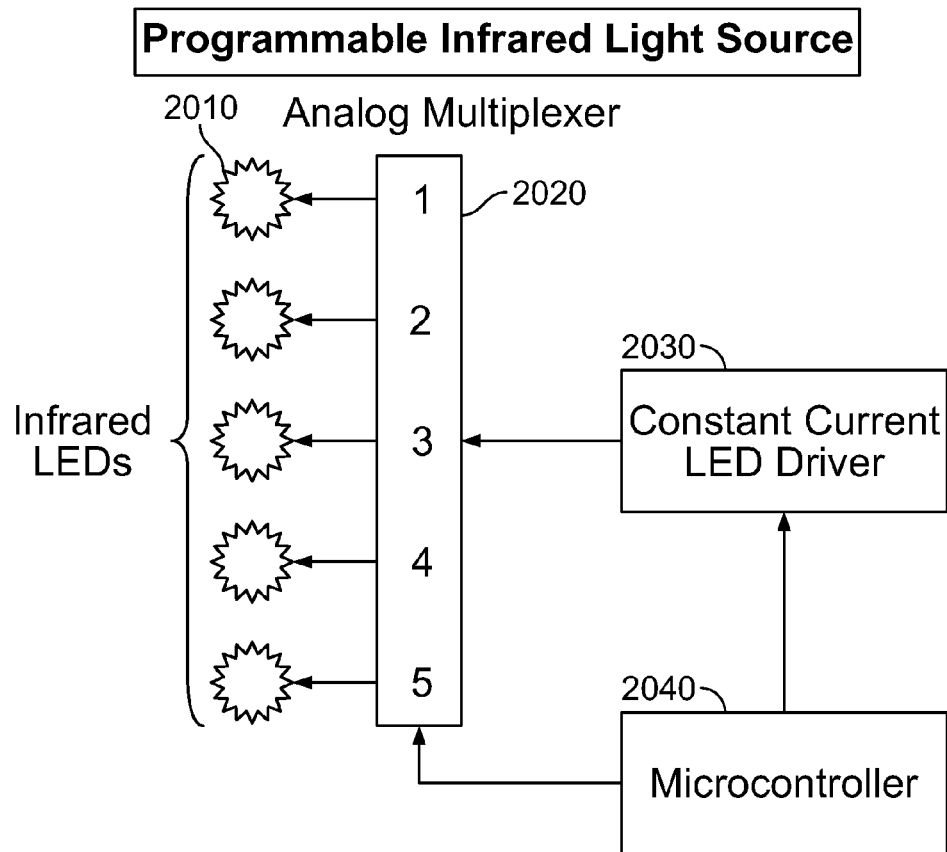 Programmable Infrared Light Source
2010
Analog Multiplexer
2020
1
2
3
4
5
Infrared
LEDs
2030
Constant Current
LED Driver
2040
Microcontroller